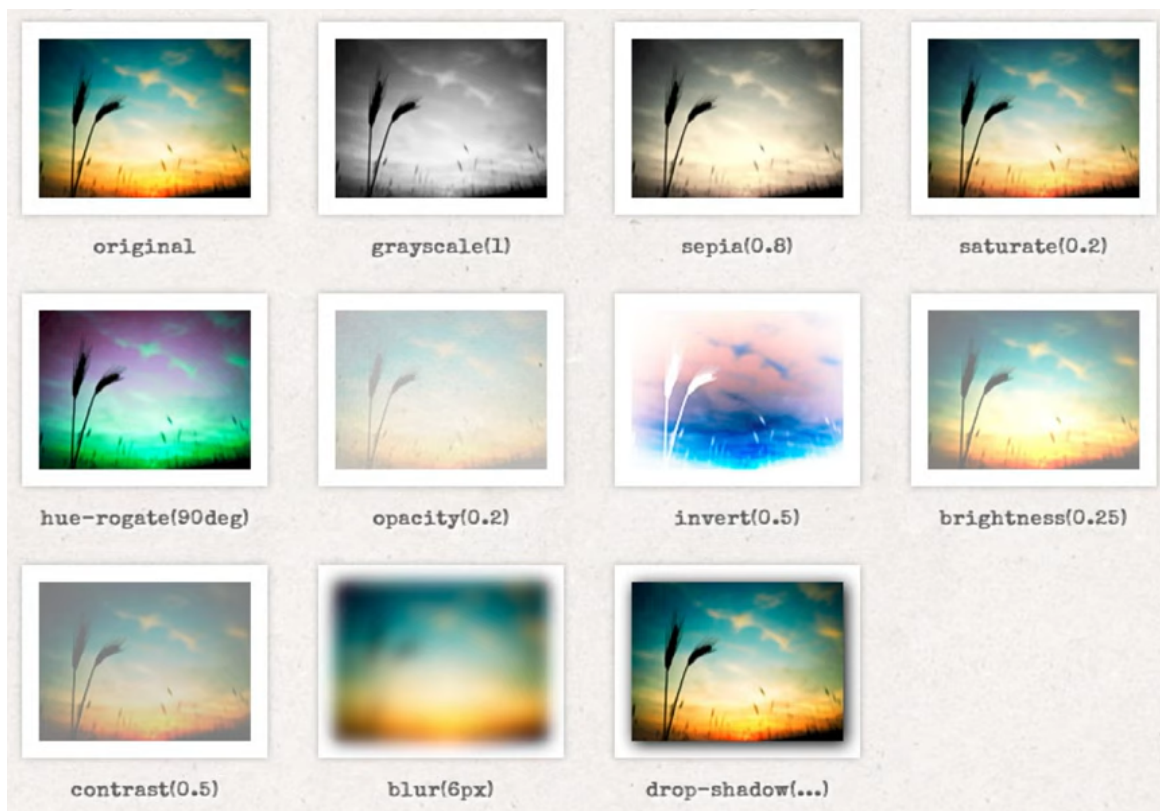 original
grayscale(1)
sepia(0.8)
saturate(0.2)
hue-rogate(90deg)
opacity(0.2)
invert(0.5)
brightness(0.25)
contrast(0.5)
blur(6px)
drop-shadow(...)